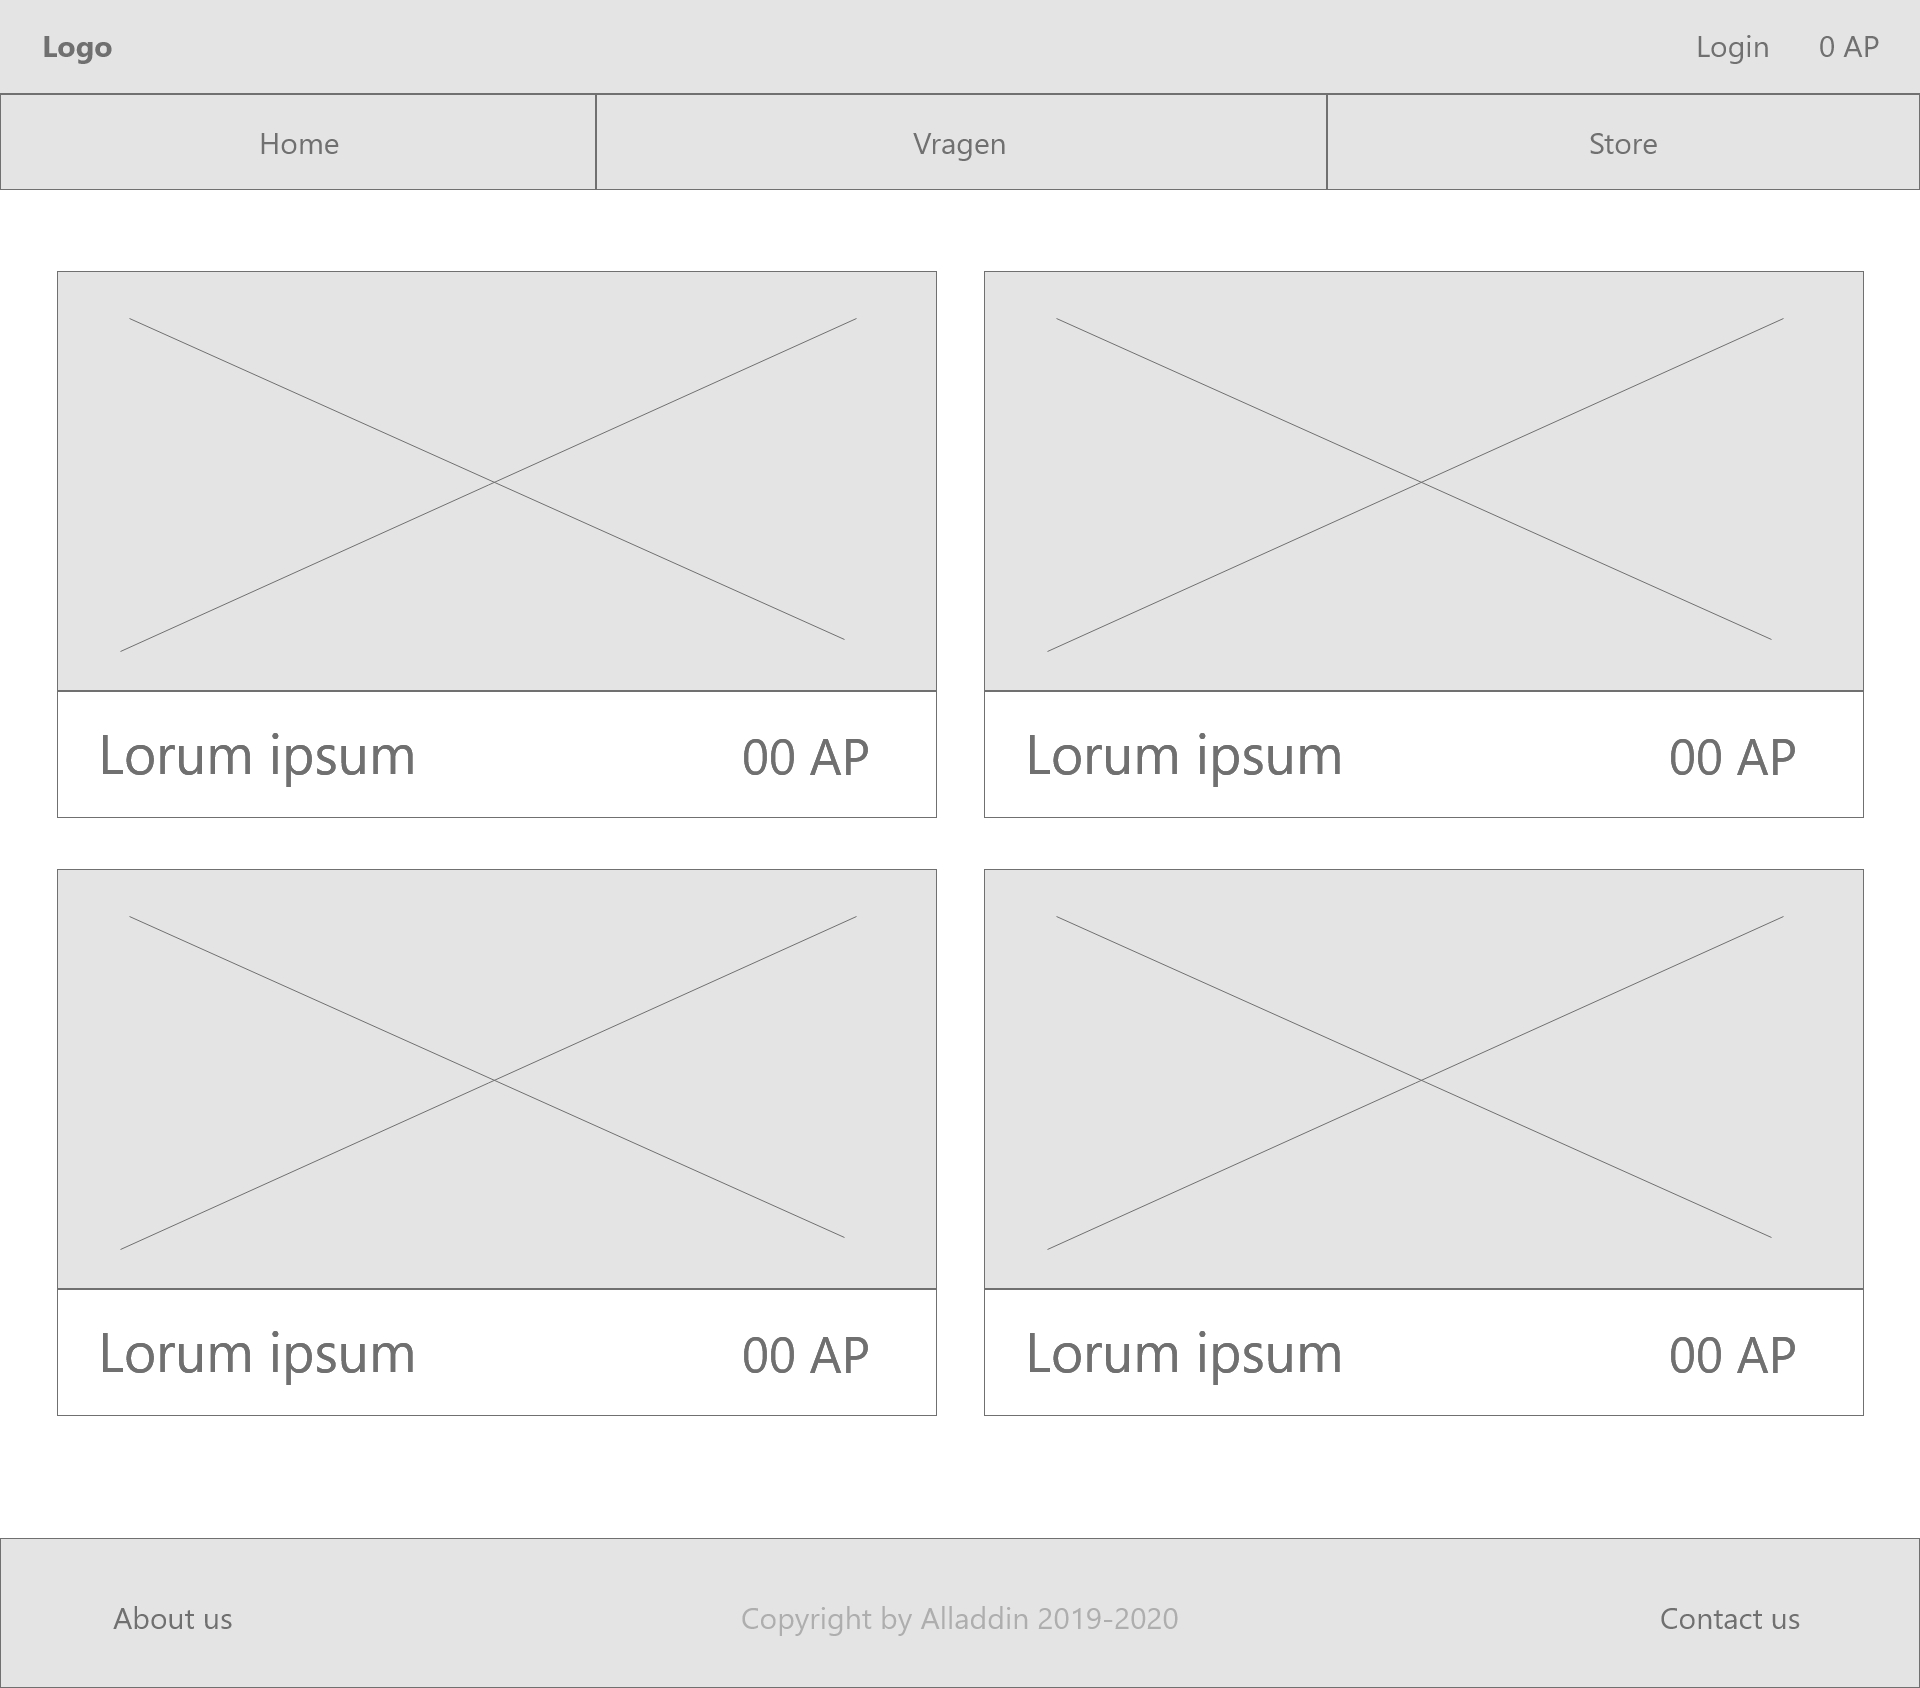 Logo
Login
0 AP
Home
Vragen
Store
Lorum ipsum
00 AP
Lorum ipsum
00 AP
Lorum ipsum
00 AP
Lorum ipsum
00 AP
About us
Copyright by Alladdin 2019-2020
Contact us